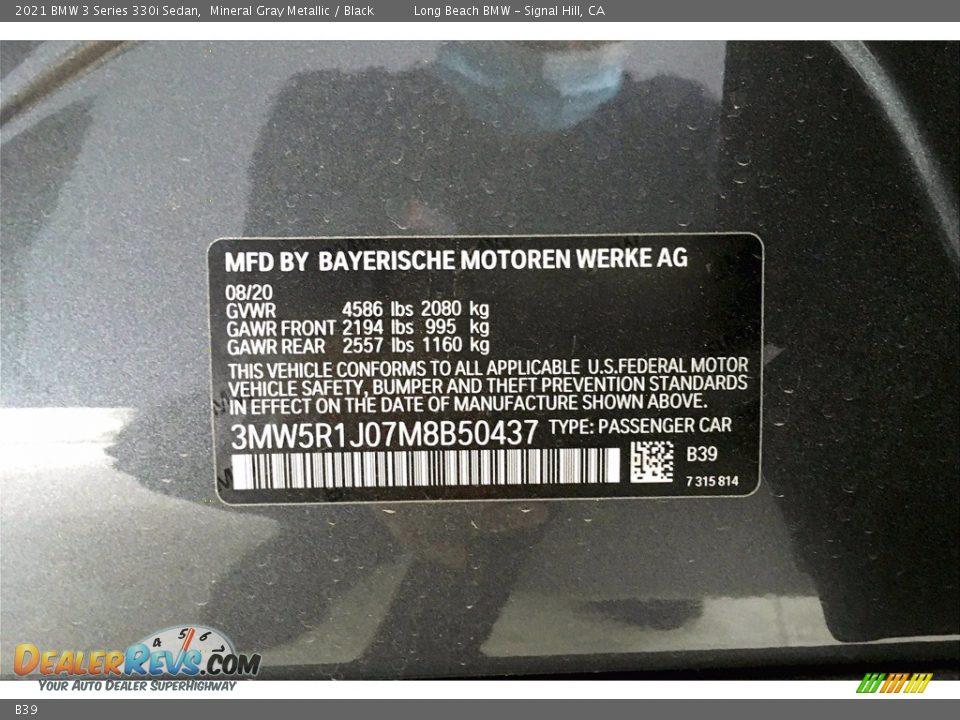 2021 BMW 3 Series 330i Sedan, Mineral Gray Metallic / Black Long Beach BMW - Signal Hill, CA
MFD BY BAYERISCHE MOTOREN WERKE AG
08/20
GVWR 4586 lbs 2080 kg
GAWR FRONT 2194 lbs 995 kg
GAWR REAR 2557 lbs 1160 kg
THIS VEHICLE CONFORMS TO ALL APPLICABLE U.S.FEDERAL MOTOR
VEHICLE SAFETY, BUMPER AND THEFT PREVENTION STANDARDS
IN EFFECT ON THE DATE OF MANUFACTURE SHOWN ABOVE.
3MW5R1J07M8B50437 TYPE: PASSENGER CAR
B39
7 315 814
4 5 6 7
DEALERREVS.COM
YOUR AUTO DEALER SUPERHIGHWAY
B39